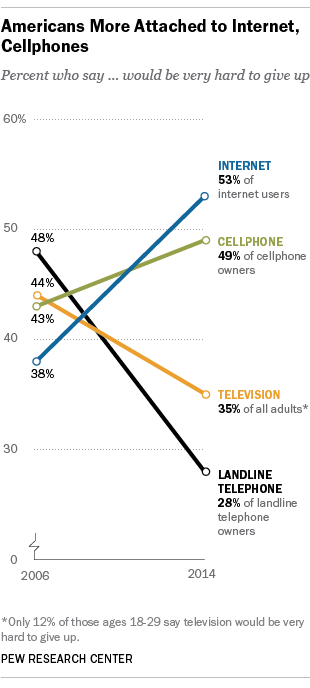 Americans More Attached to Internet,
Cellphones
Percent who say ... would be very hard to give up
60%
INTERNET
53% of
internet users
50
48%
CELLPHONE
49% of cellphone
owners
44%
43%
40
38%
TELEVISION
35% of all adults*
30
LANDLINE
TELEPHONE
28% of landline
telephone
owners
0
2006
2014
*Only 12% of those ages 18-29 say television would be very
hard to give up.
PEW RESEARCH CENTER